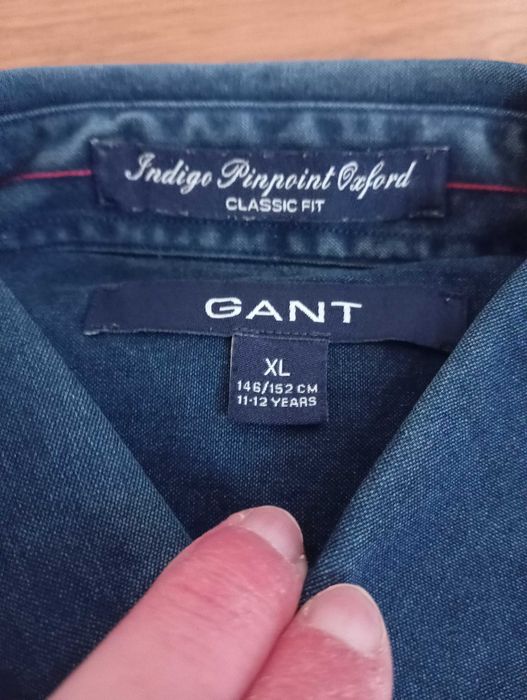 Indigo Pinpoint Oxford
CLASSIC FIT
GANT
XL
146/152 CM
11-12 YEARS